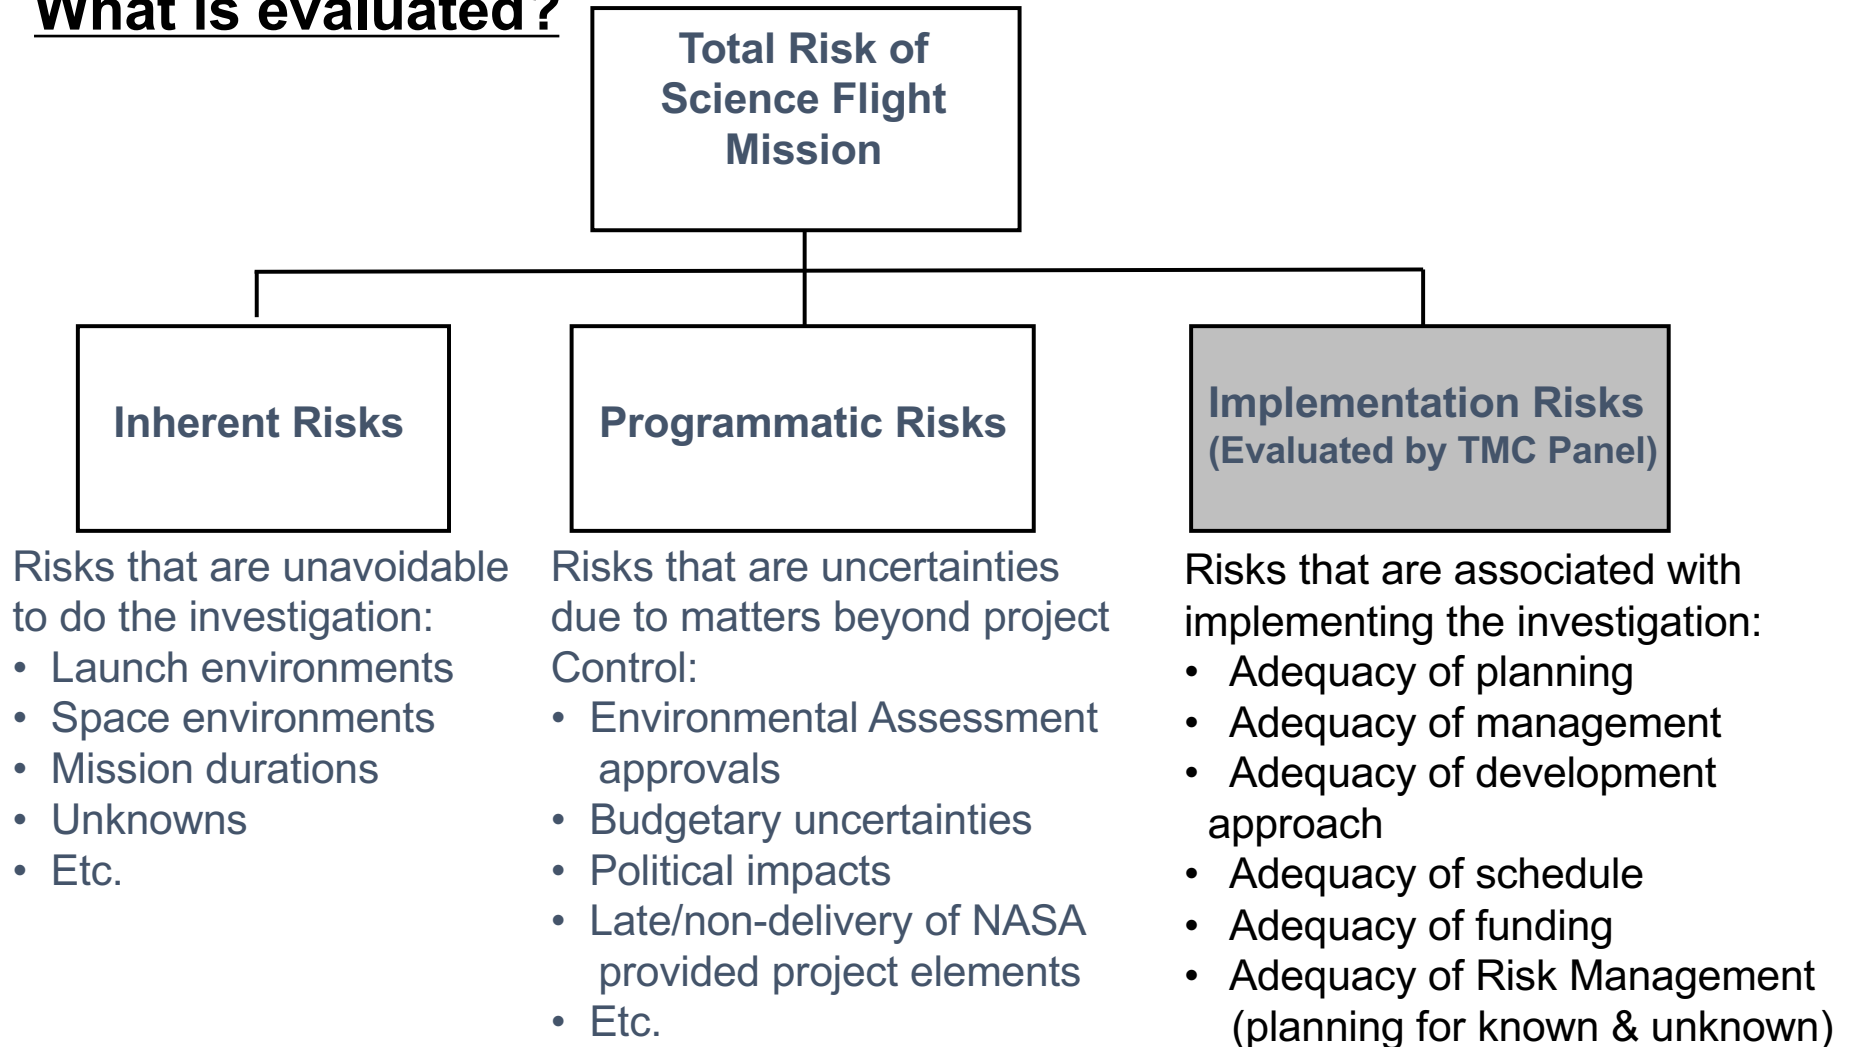 What is evaluated?
Total Risk of
Science Flight
Mission
Inherent Risks
Programmatic Risks
Implementation Risks
(Evaluated by TMC Panel)
Risks that are unavoidable
to do the investigation:
• Launch environments
• Space environments
• Mission durations
• Unknowns
• Etc.
Risks that are uncertainties
due to matters beyond project
Control:
• Environmental Assessment
approvals
• Budgetary uncertainties
• Political impacts
• Late/non-delivery of NASA
provided project elements
• Etc.
Risks that are associated with
implementing the investigation:
• Adequacy of planning
• Adequacy of management
• Adequacy of development
approach
• Adequacy of schedule
• Adequacy of funding
• Adequacy of Risk Management
(planning for known & unknown)